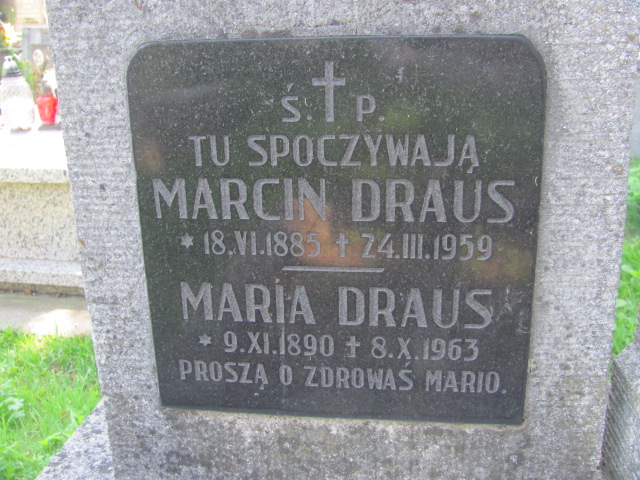 Ś. P.
TU SPOCZYWAJĄ
MARCIN DRAUS
* 18.VI.1885 ✝ 24.III.1959
MARIA DRAUS
* 9.XI.1890 ✝ 8.X.1963
PROSZĄ O ZDROWAŚ MARIO.